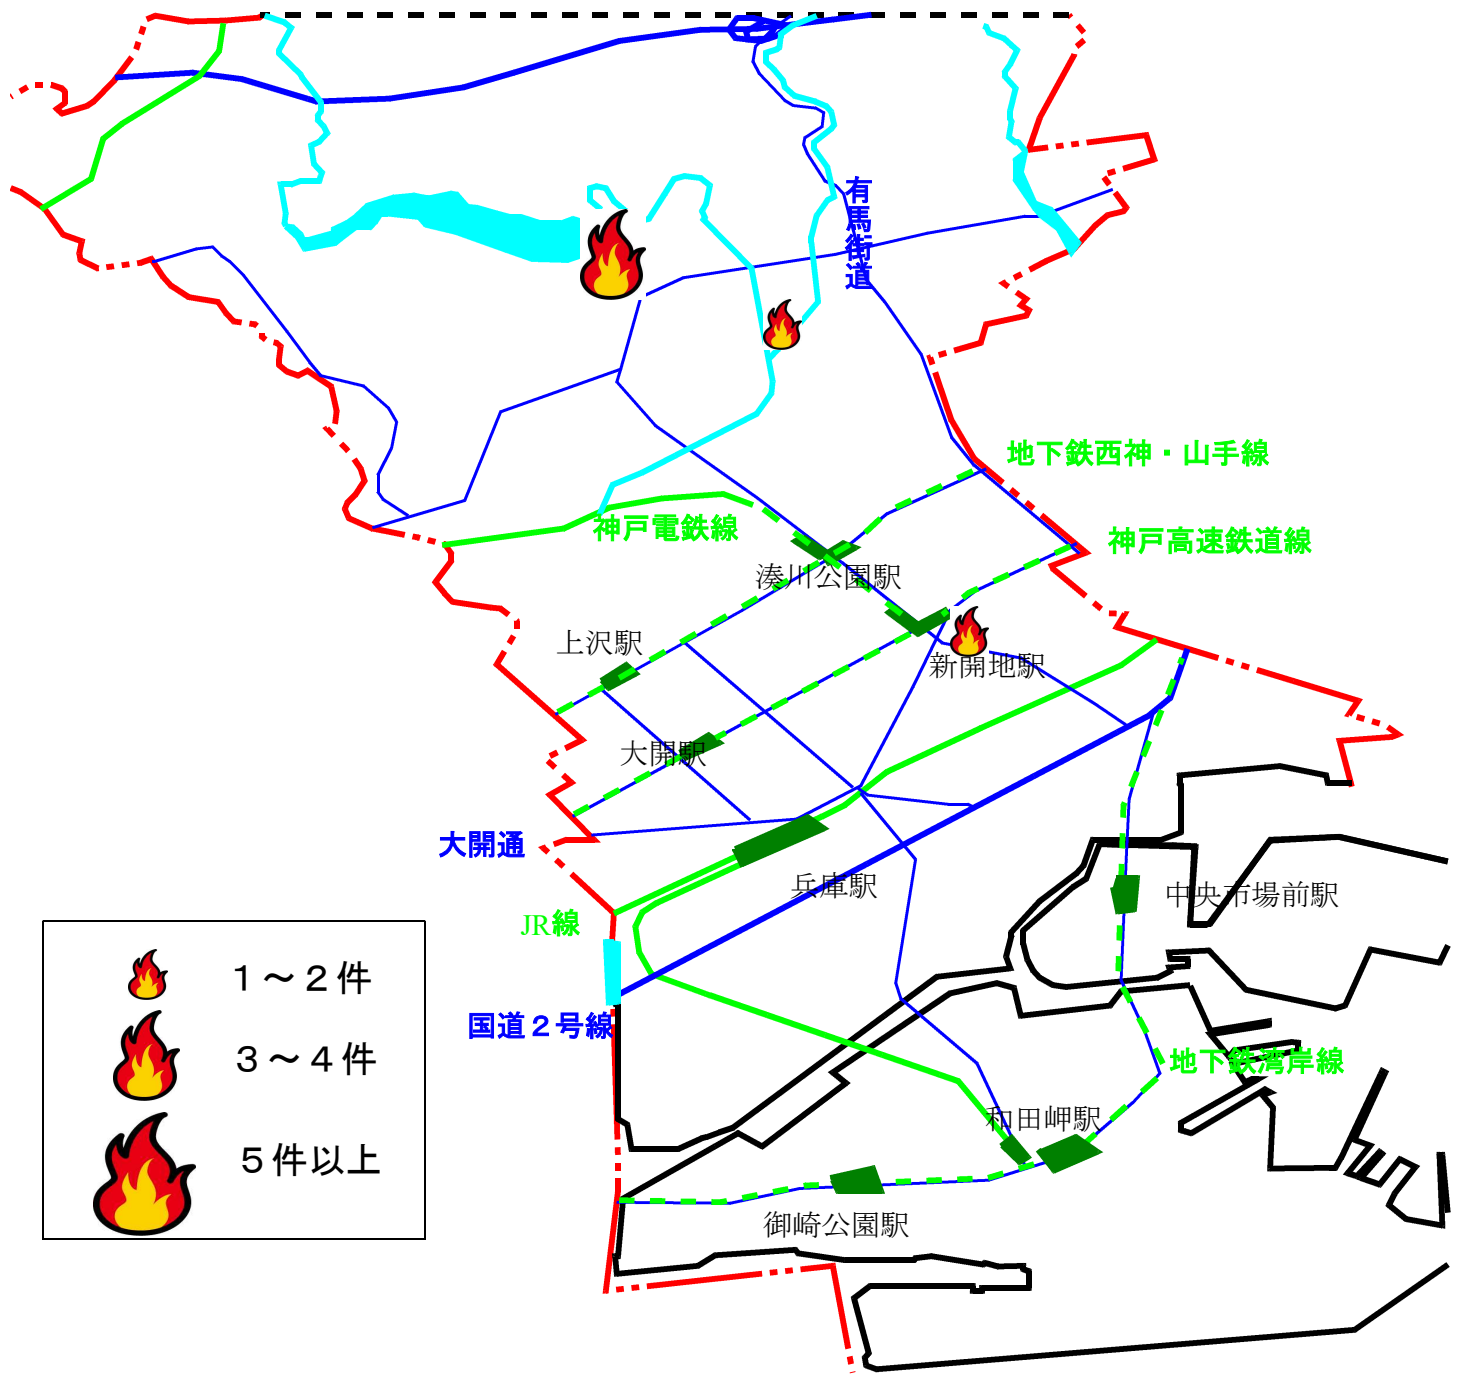 有馬街道
地下鉄西神・山手線
神戸電鉄線
神戸高速鉄道線
湊川公園駅
上沢駅
新開地駅
大開駅
大開通
兵庫駅
中央市場前駅
JR線
国道２号線
地下鉄湾岸線
和田岬駅
御崎公園駅
１～２件
３～４件
５件以上